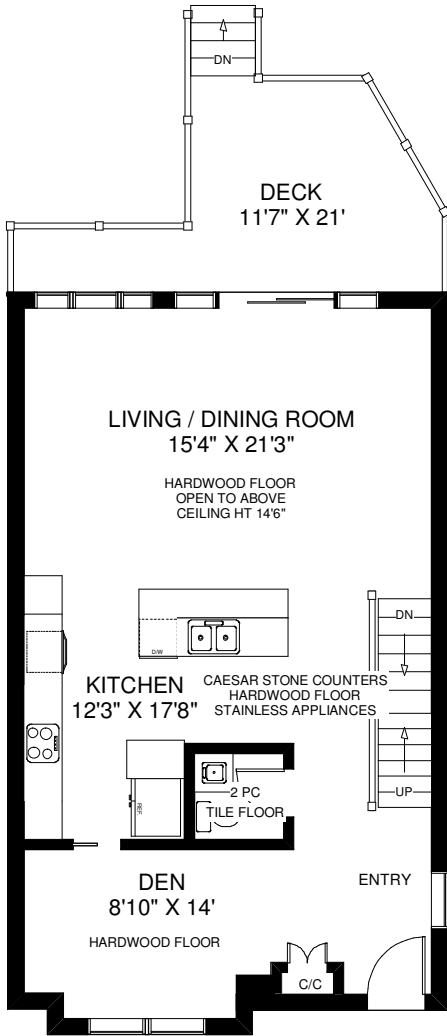 DN
DECK
11'7" X 21'
LIVING / DINING ROOM
15'4" X 21'3"
HARDWOOD FLOOR
OPEN TO ABOVE
CEILING HT 14'6"
DN
D/W
KITCHEN
12'3" X 17'8"
CAESAR STONE COUNTERS
HARDWOOD FLOOR
STAINLESS APPLIANCES
REF.
2 PC
TILE FLOOR
UP
DEN
8'10" X 14'
HARDWOOD FLOOR
ENTRY
C/C